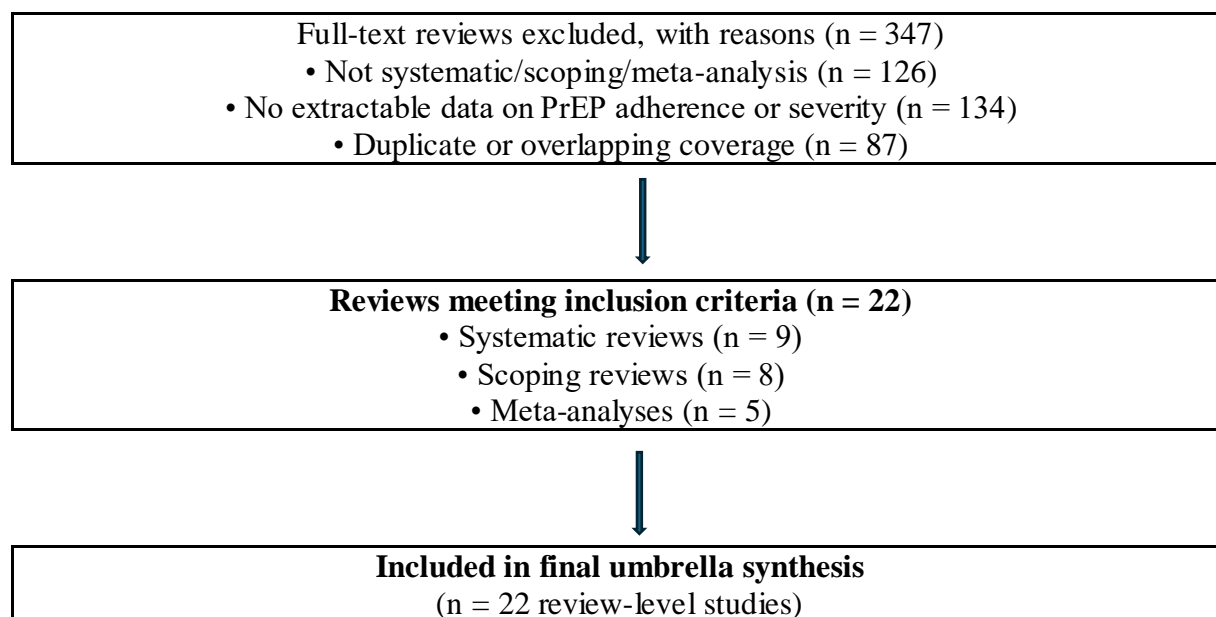 Full-text reviews excluded, with reasons (n = 347)
• Not systematic/scoping/meta-analysis (n = 126)
• No extractable data on PrEP adherence or severity (n = 134)
• Duplicate or overlapping coverage (n = 87)
Reviews meeting inclusion criteria (n = 22)
• Systematic reviews (n = 9)
• Scoping reviews (n = 8)
• Meta-analyses (n = 5)
Included in final umbrella synthesis
(n = 22 review-level studies)